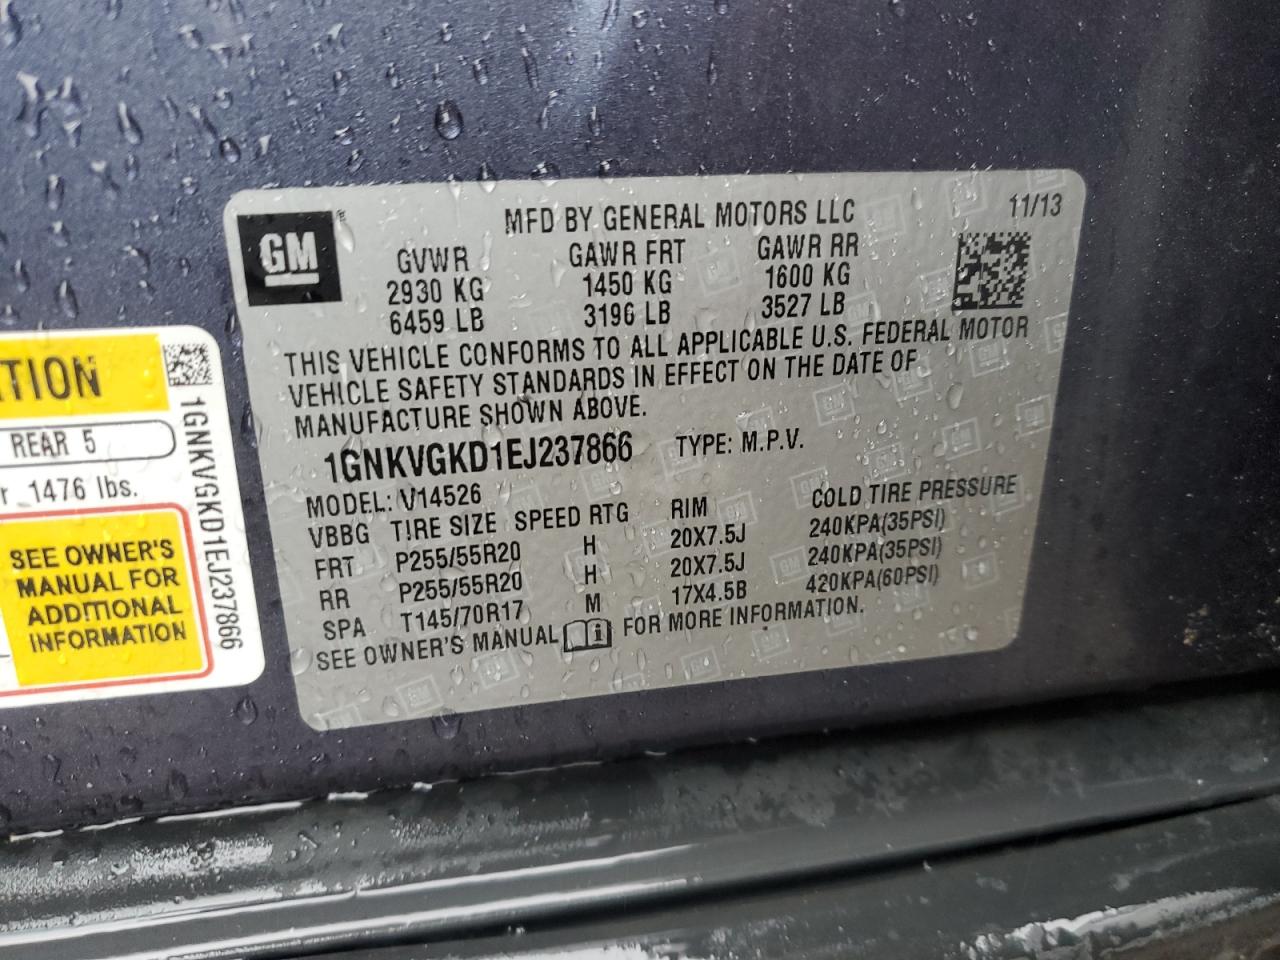 GM ®
MFD BY GENERAL MOTORS LLC 11/13
GVWR GAWR FRT GAWR RR
2930 KG 1450 KG 1600 KG
6459 LB 3196 LB 3527 LB
THIS VEHICLE CONFORMS TO ALL APPLICABLE U.S. FEDERAL MOTOR
VEHICLE SAFETY STANDARDS IN EFFECT ON THE DATE OF
MANUFACTURE SHOWN ABOVE.
1GNKVGKD1EJ237866 TYPE: M.P.V.
MODEL: V14526
VBBG TIRE SIZE SPEED RTG RIM COLD TIRE PRESSURE
FRT P255/55R20 H 20X7.5J 240KPA(35PSI)
RR P255/55R20 H 20X7.5J 240KPA(35PSI)
SPA T145/70R17 M 17X4.5B 420KPA(60PSI)
SEE OWNER'S MANUAL FOR MORE INFORMATION.
TION
REAR 5
r 1476 lbs.
SEE OWNER'S
MANUAL FOR
ADDITIONAL
INFORMATION
1GNKVGKD1EJ237866